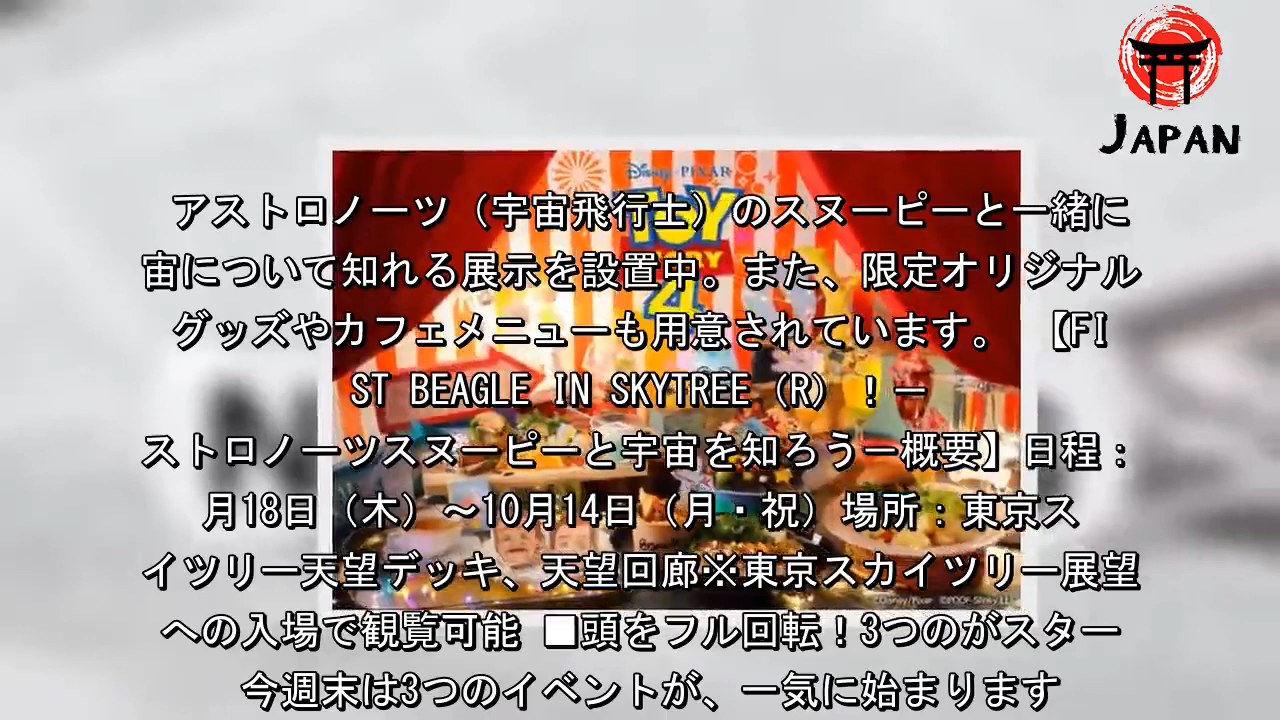 JAPAN
Disney PIXAR
TOY
STORY
4
アストロノーツ（宇宙飛行士）のスヌーピーと一緒に
宙について知れる展示を設置中。また、限定オリジナル
グッズやカフェメニューも用意されています。 【FI
ST BEAGLE IN SKYTREE（R）！ー
ストロノーツスヌーピーと宇宙を知ろうー概要】日程：
月18日（木）～10月14日（月・祝）場所：東京ス
イツリー天望デッキ、天望回廊※東京スカイツリー展望
©Disney/Pixar
への入場で観覧可能 ■頭をフル回転！3つのがスター
今週末は3つのイベントが、一気に始まります